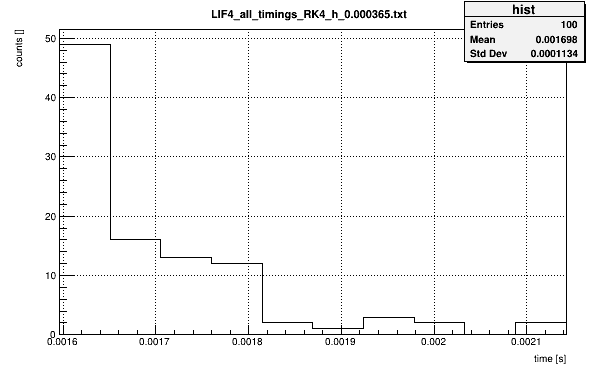 LIF4_all_timings_RK4_h_0.000365.txt
hist
Entries 100
Mean 0.001698
Std Dev 0.0001134
counts []
50
40
30
20
10
0
0.0016 0.0017 0.0018 0.0019 0.002 0.0021
time [s]